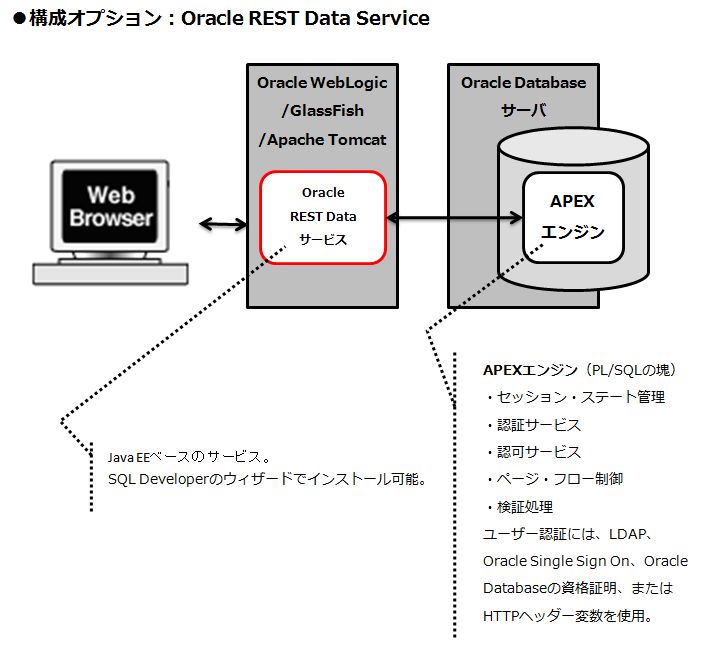 ●構成オプション：Oracle REST Data Service
Oracle WebLogic
/GlassFish
/Apache Tomcat
Oracle Database
サーバ
Web
Browser
Oracle
REST Data
サービス
APEX
エンジン
Java EEベースのサービス。
SQL Developerのウィザードでインストール可能。
APEXエンジン（PL/SQLの塊）
・セッション・ステート管理
・認証サービス
・認可サービス
・ページ・フロー制御
・検証処理
ユーザー認証には、LDAP、
Oracle Single Sign On、Oracle
Databaseの資格証明、または
HTTPヘッダー変数を使用。